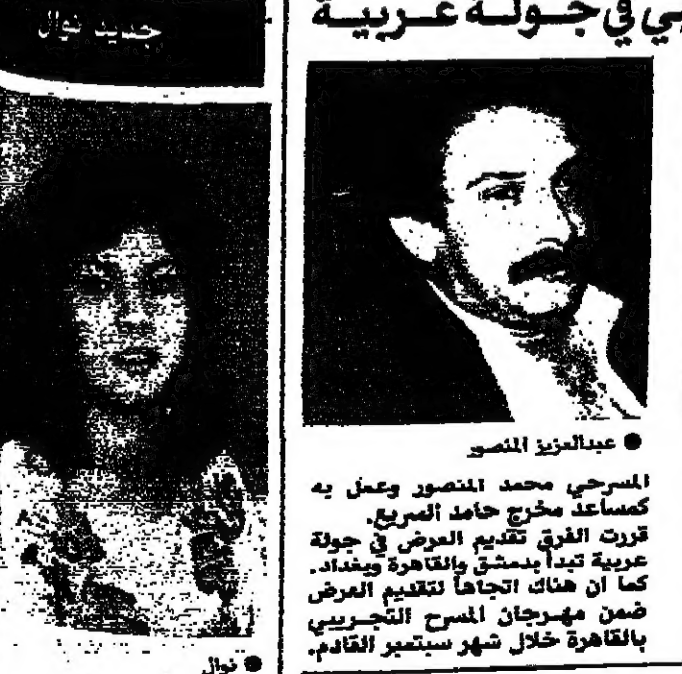 في جولة عربية
عبدالعزيز المنصور
المسرحي محمد المنصور وعمل به
كمساعد مخرج حامد السريع.
قررت الفرق تقديم العرض في جولة
عربية تبدأ بدمشق والقاهرة وبغداد.
كما ان هناك اتجاهاً لتقديم العرض
ضمن مهرجان المسرح التجريبي
بالقاهرة خلال شهر سبتمبر القادم.
جديد نوال
نوال